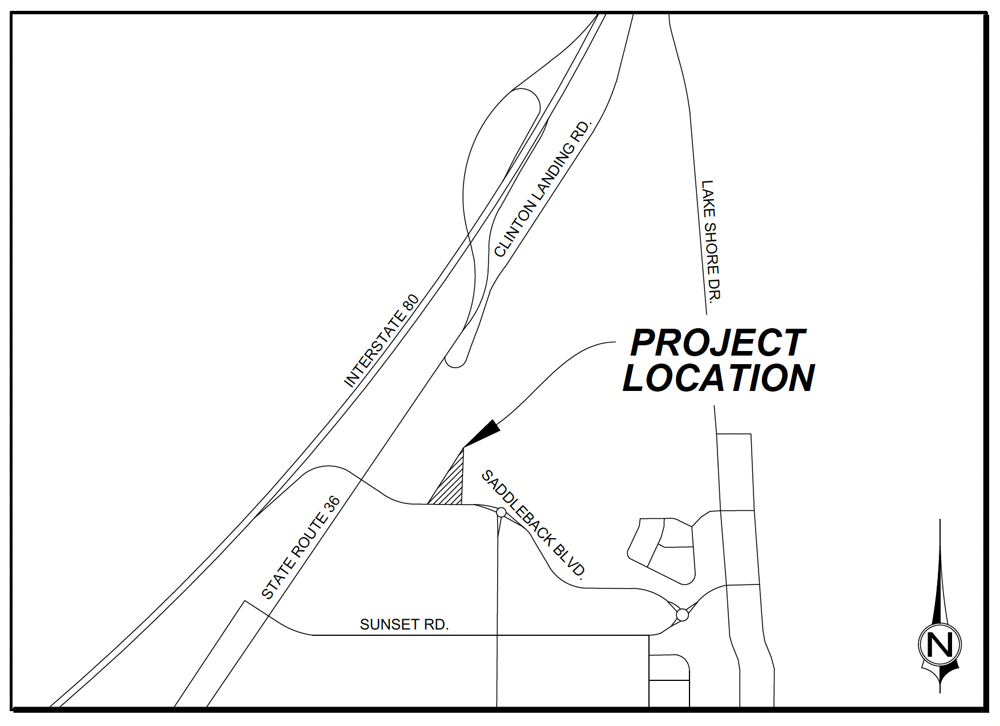 CLINTON LANDING RD.
LAKE SHORE DR.
INTERSTATE 80
PROJECT
LOCATION
SADDLEBACK BLVD.
STATE ROUTE 36
SUNSET RD.
N